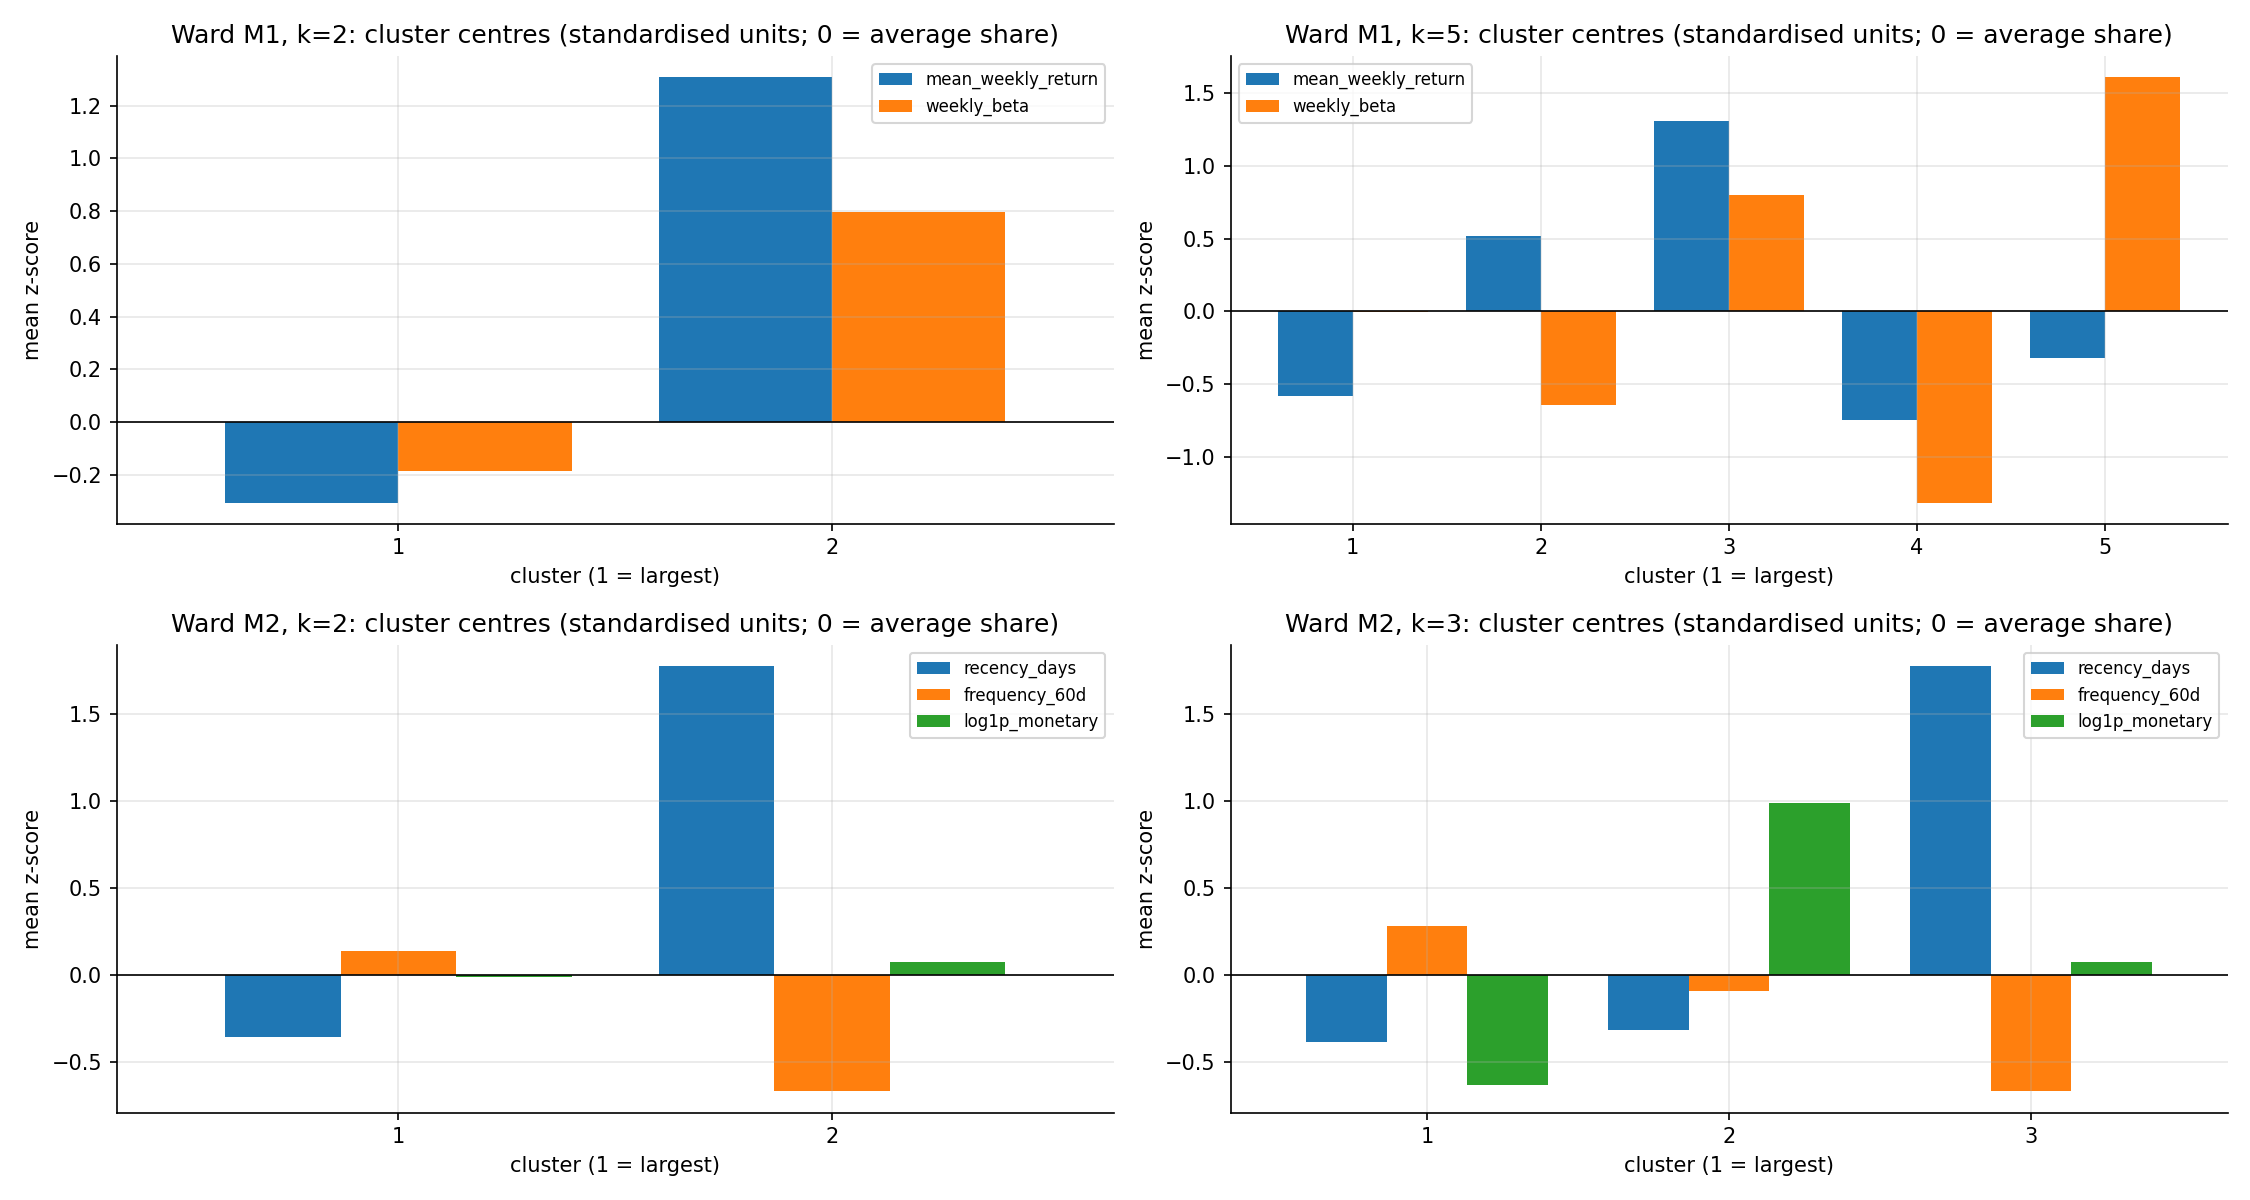 Ward M1, k=2: cluster centres (standardised units; 0 = average share)
mean_weekly_return
weekly_beta
1.2
1.0
0.8
0.6
0.4
0.2
0.0
−0.2
mean z-score
1
2
cluster (1 = largest)
Ward M1, k=5: cluster centres (standardised units; 0 = average share)
mean_weekly_return
weekly_beta
1.5
1.0
0.5
0.0
−0.5
−1.0
mean z-score
1
2
3
4
5
cluster (1 = largest)
Ward M2, k=2: cluster centres (standardised units; 0 = average share)
recency_days
frequency_60d
log1p_monetary
1.5
1.0
0.5
0.0
−0.5
mean z-score
1
2
cluster (1 = largest)
Ward M2, k=3: cluster centres (standardised units; 0 = average share)
recency_days
frequency_60d
log1p_monetary
1.5
1.0
0.5
0.0
−0.5
mean z-score
1
2
3
cluster (1 = largest)